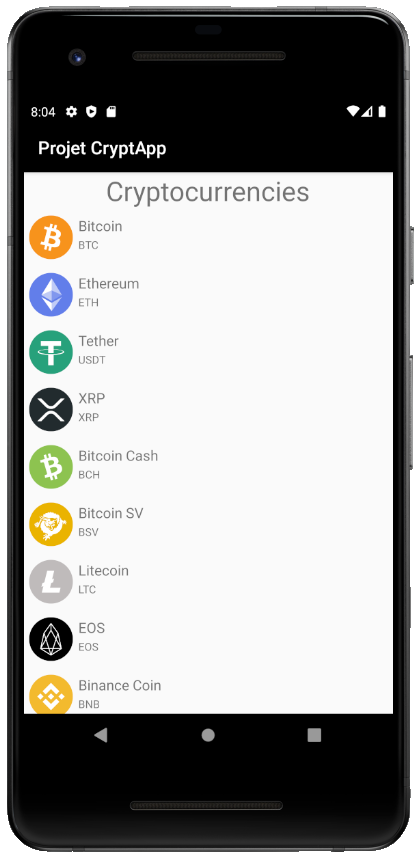 8:04
Projet CryptApp
Cryptocurrencies
Bitcoin
BTC
Ethereum
ETH
Tether
USDT
XRP
XRP
Bitcoin Cash
BCH
Bitcoin SV
BSV
Litecoin
LTC
EOS
EOS
Binance Coin
BNB